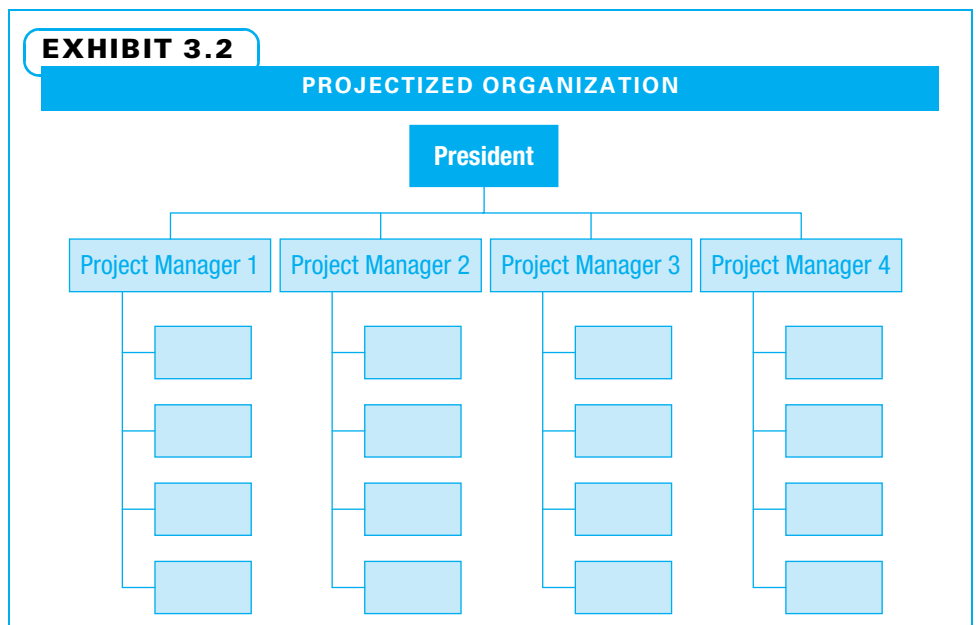 EXHIBIT 3.2
PROJECTIZED ORGANIZATION
President
Project Manager 1
Project Manager 2
Project Manager 3
Project Manager 4